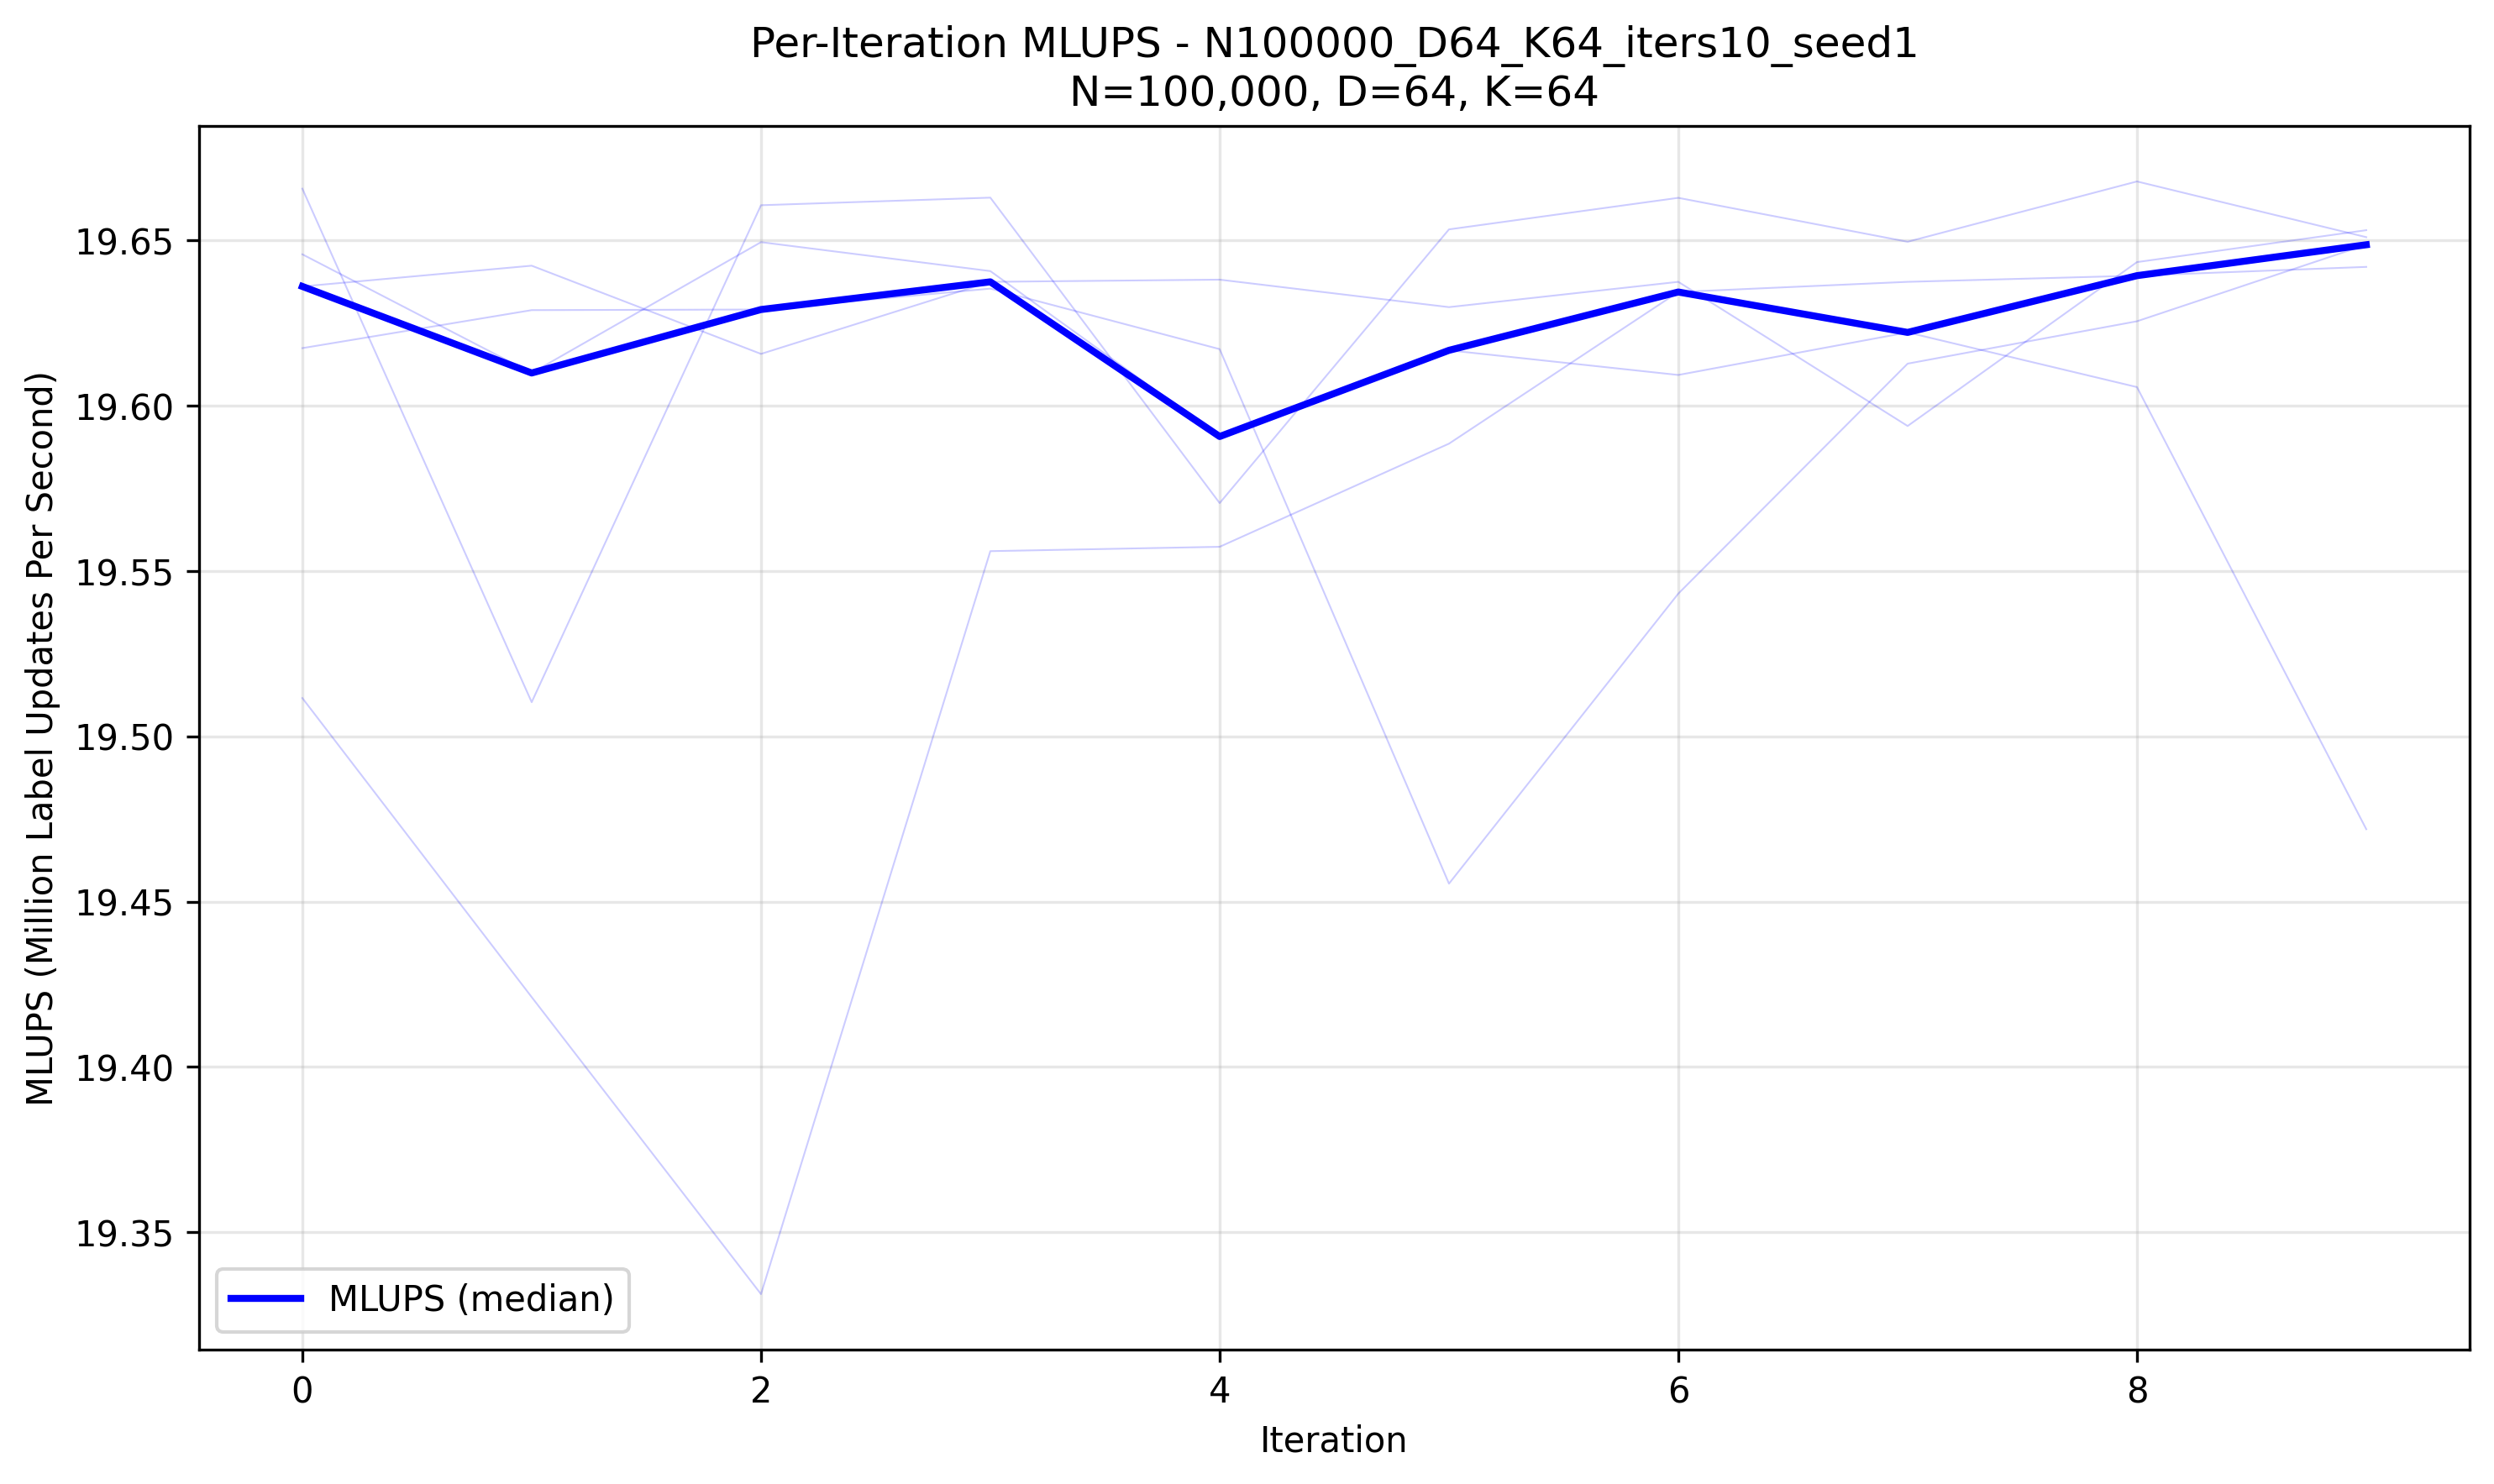 Per-Iteration MLUPS - N100000_D64_K64_iters10_seed1
N=100,000, D=64, K=64
MLUPS (Million Label Updates Per Second)
19.65
19.60
19.55
19.50
19.45
19.40
19.35
MLUPS (median)
0 2 4 6 8
Iteration